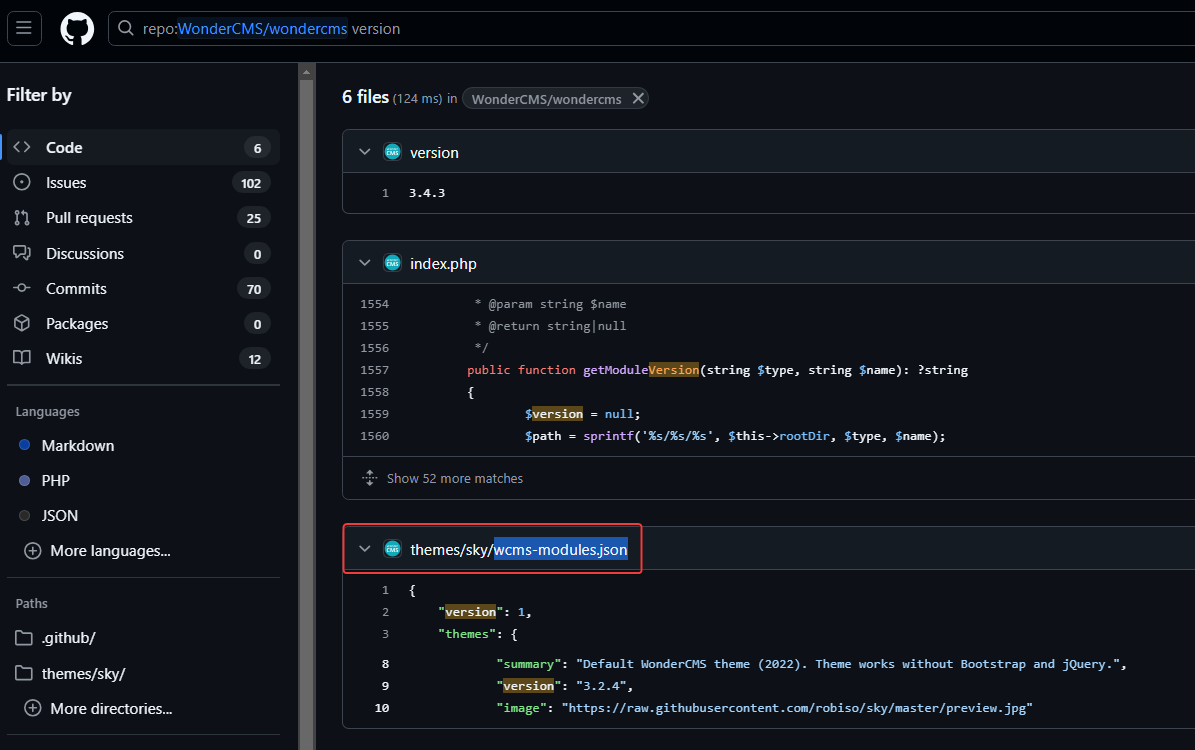 repo:WonderCMS/wondercms version
Filter by
Code 6
Issues 102
Pull requests 25
Discussions 0
Commits 70
Packages 0
Wikis 12
Languages
Markdown
PHP
JSON
More languages...
Paths
.github/
themes/sky/
More directories...
6 files (124 ms) in WonderCMS/wondercms
CMS version
1 3.4.3
CMS index.php
1554 * @param string $name
1555 * @return string|null
1556 */
1557 public function getModuleVersion(string $type, string $name): ?string
1558 {
1559 $version = null;
1560 $path = sprintf('%s/%s/%s', $this->rootDir, $type, $name);
Show 52 more matches
CMS themes/sky/wcms-modules.json
1 {
2 "version": 1,
3 "themes": {
8 "summary": "Default WonderCMS theme (2022). Theme works without Bootstrap and jQuery.",
9 "version": "3.2.4",
10 "image": "https://raw.githubusercontent.com/robiso/sky/master/preview.jpg"